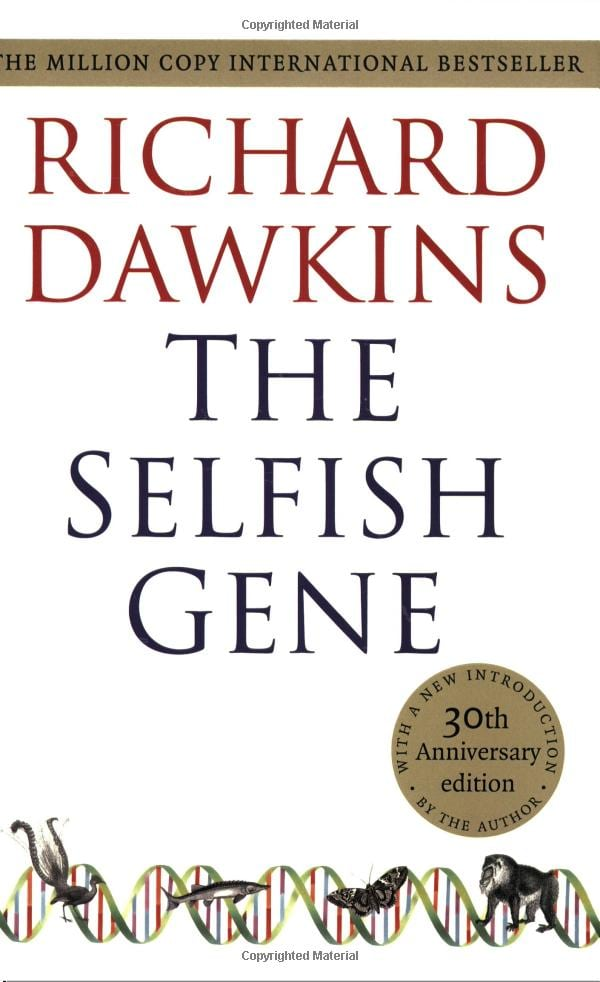 Copyrighted Material
THE MILLION COPY INTERNATIONAL BESTSELLER
RICHARD
DAWKINS
THE
SELFISH
GENE
WITH A NEW INTRODUCTION
30th
Anniversary
edition
· BY THE AUTHOR ·
Copyrighted Material